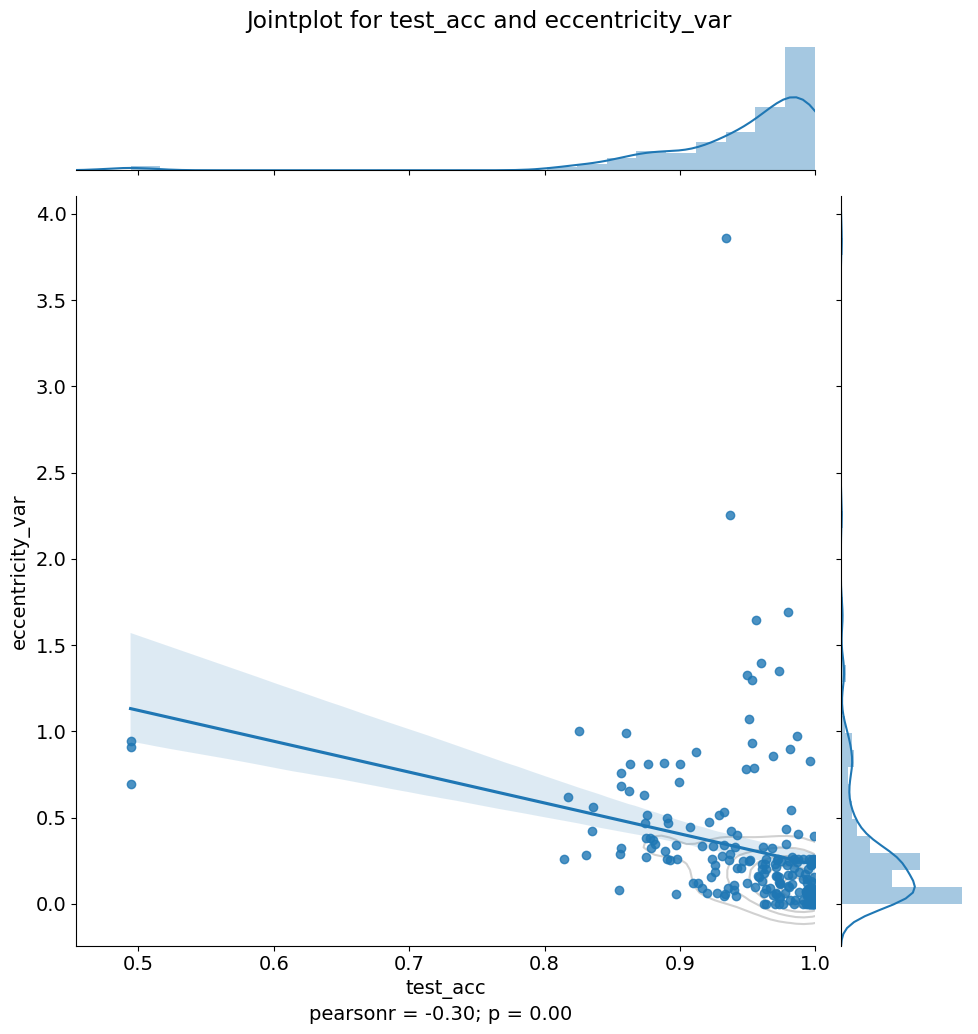 Jointplot for test_acc and eccentricity_var
4.0
3.5
3.0
2.5
2.0
1.5
1.0
0.5
0.0
eccentricity_var
0.5 0.6 0.7 0.8 0.9 1.0
test_acc
pearsonr = -0.30; p = 0.00